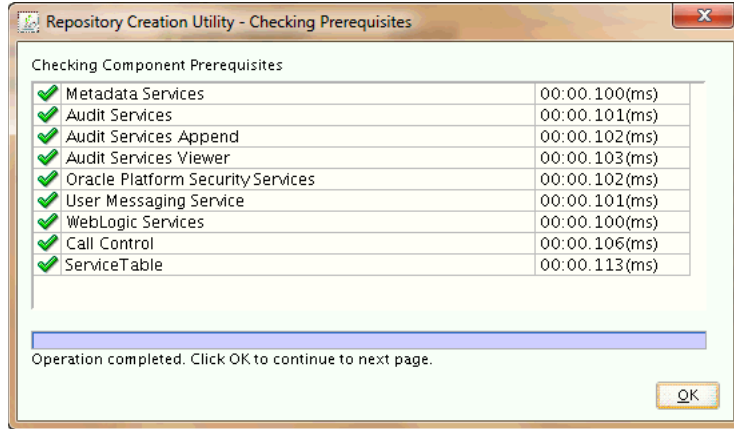 Repository Creation Utility - Checking Prerequisites
Checking Component Prerequisites
Metadata Services 00:00.100(ms)
Audit Services 00:00.101(ms)
Audit Services Append 00:00.102(ms)
Audit Services Viewer 00:00.103(ms)
Oracle Platform Security Services 00:00.102(ms)
User Messaging Service 00:00.101(ms)
WebLogic Services 00:00.100(ms)
Call Control 00:00.106(ms)
ServiceTable 00:00.113(ms)
Operation completed. Click OK to continue to next page.
OK